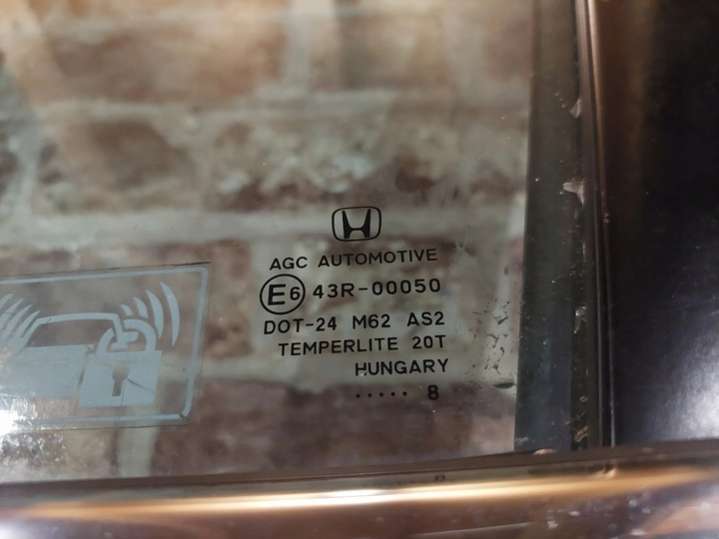 AGC AUTOMOTIVE
E6 43R-00050
DOT-24 M62 AS2
TEMPERLITE 20T
HUNGARY
..... 8